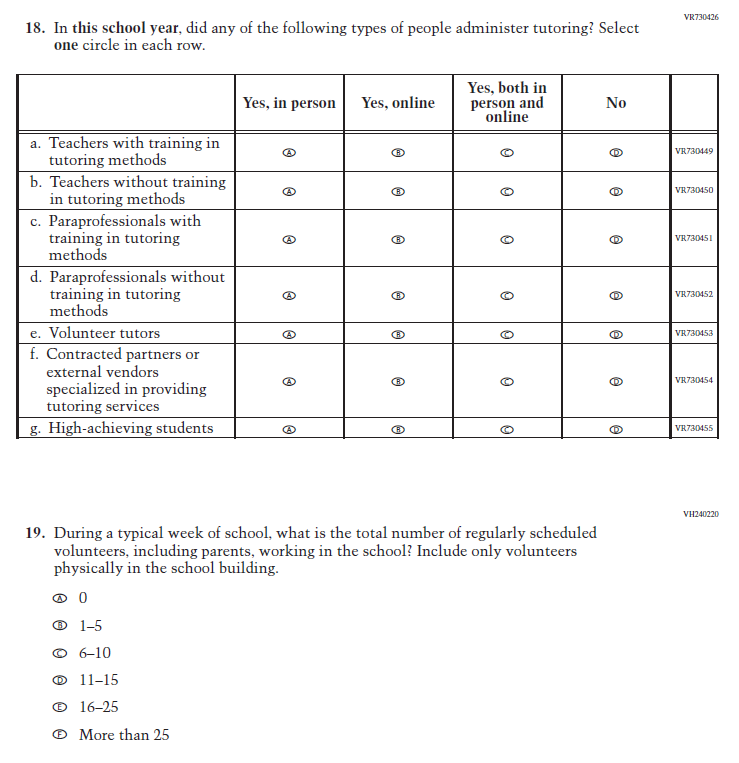 VR730426
18. In this school year, did any of the following types of people administer tutoring? Select
one circle in each row.
Yes, in person Yes, online Yes, both in person and online No
a. Teachers with training in
tutoring methods
A B C D VR730449
b. Teachers without training
in tutoring methods
A B C D VR730450
c. Paraprofessionals with
training in tutoring
methods
A B C D VR730451
d. Paraprofessionals without
training in tutoring
methods
A B C D VR730452
e. Volunteer tutors A B C D VR730453
f. Contracted partners or
external vendors
specialized in providing
tutoring services
A B C D VR730454
g. High-achieving students A B C D VR730455
VH240220
19. During a typical week of school, what is the total number of regularly scheduled
volunteers, including parents, working in the school? Include only volunteers
physically in the school building.
A 0
B 1–5
C 6–10
D 11–15
E 16–25
F More than 25